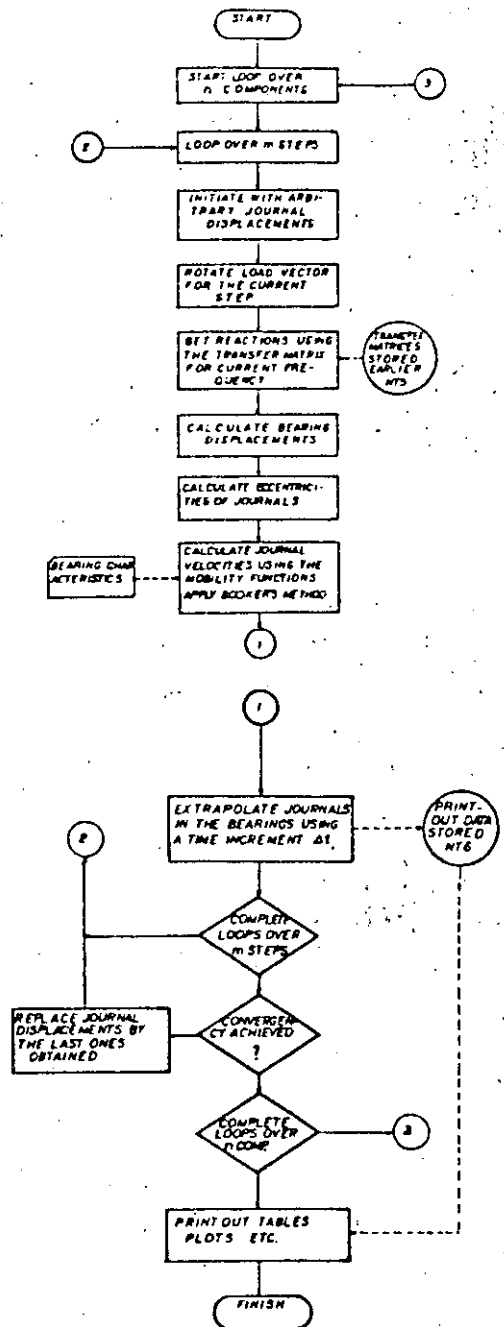 START
START LOOP OVER
n COMPONENTS
3
2
LOOP OVER m STEPS
INITIATE WITH ARBI-
TRARY JOURNAL
DISPLACEMENTS
ROTATE LOAD VECTOR
FOR THE CURRENT
STEP
GET REACTIONS USING
THE TRANSFER MATRIX
FOR CURRENT FRE-
QUENCY
TRANSFER
MATRICES
STORED
EARLIER
NT5
CALCULATE BEARING
DISPLACEMENTS
CALCULATE ECCENTRICI-
TIES OF JOURNALS
BEARING CHAR
ACTERISTICS
CALCULATE JOURNAL
VELOCITIES USING THE
MOBILITY FUNCTIONS
APPLY BOOKER'S METHOD
1
1
EXTRAPOLATE JOURNALS
IN THE BEARINGS USING
A TIME INCREMENT Δt.
PRINT-
OUT DATA
STORED
NT6
2
COMPLETE
LOOPS OVER
m STEPS
REPLACE JOURNAL
DISPLACEMENTS BY
THE LAST ONES
OBTAINED
CONVERGEN-
CY ACHIEVED
?
COMPLETE
LOOPS OVER
n COMP.
3
PRINT OUT TABLES
PLOTS ETC.
FINISH